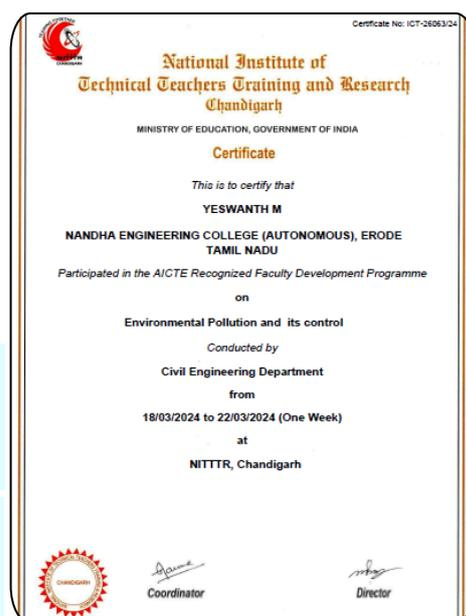 Certificate No: ICT-26063/24
NITTTR
CHANDIGARH
National Institute of
Technical Teachers Training and Research
Chandigarh
MINISTRY OF EDUCATION, GOVERNMENT OF INDIA
Certificate
This is to certify that
YESWANTH M
NANDHA ENGINEERING COLLEGE (AUTONOMOUS), ERODE
TAMIL NADU
Participated in the AICTE Recognized Faculty Development Programme
on
Environmental Pollution and its control
Conducted by
Civil Engineering Department
from
18/03/2024 to 22/03/2024 (One Week)
at
NITTTR, Chandigarh
CHANDIGARH
Coordinator
Director